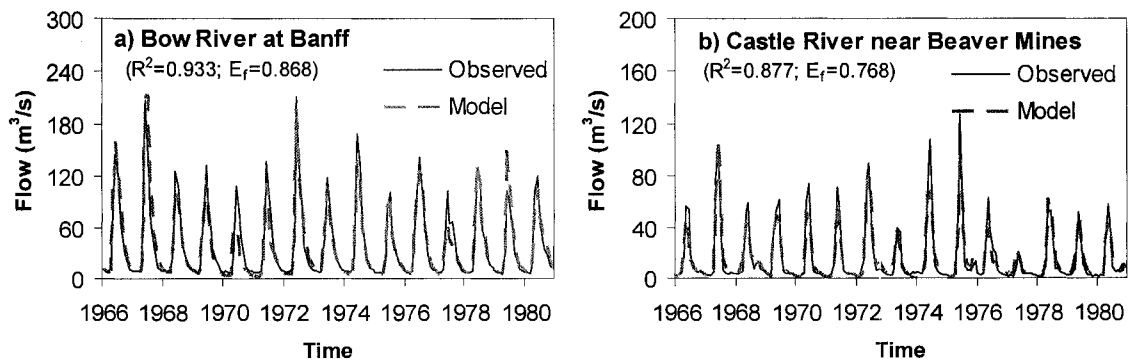 a) Bow River at Banff
(R²=0.933; E_f=0.868)
Observed
Model
Flow (m³/s)
300
240
180
120
60
0
1966 1968 1970 1972 1974 1976 1978 1980
Time
b) Castle River near Beaver Mines
(R²=0.877; E_f=0.768)
Observed
Model
Flow (m³/s)
200
160
120
80
40
0
1966 1968 1970 1972 1974 1976 1978 1980
Time